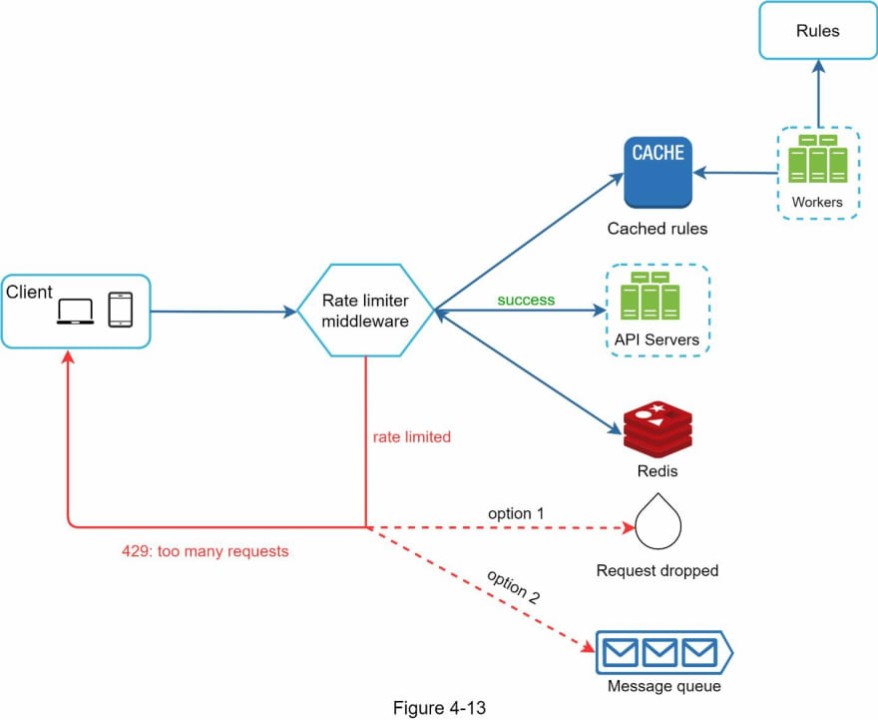 Rules
CACHE
Workers
Cached rules
Client
Rate limiter
middleware
success
API Servers
rate limited
Redis
option 1
429: too many requests
Request dropped
option 2
Message queue
Figure 4-13